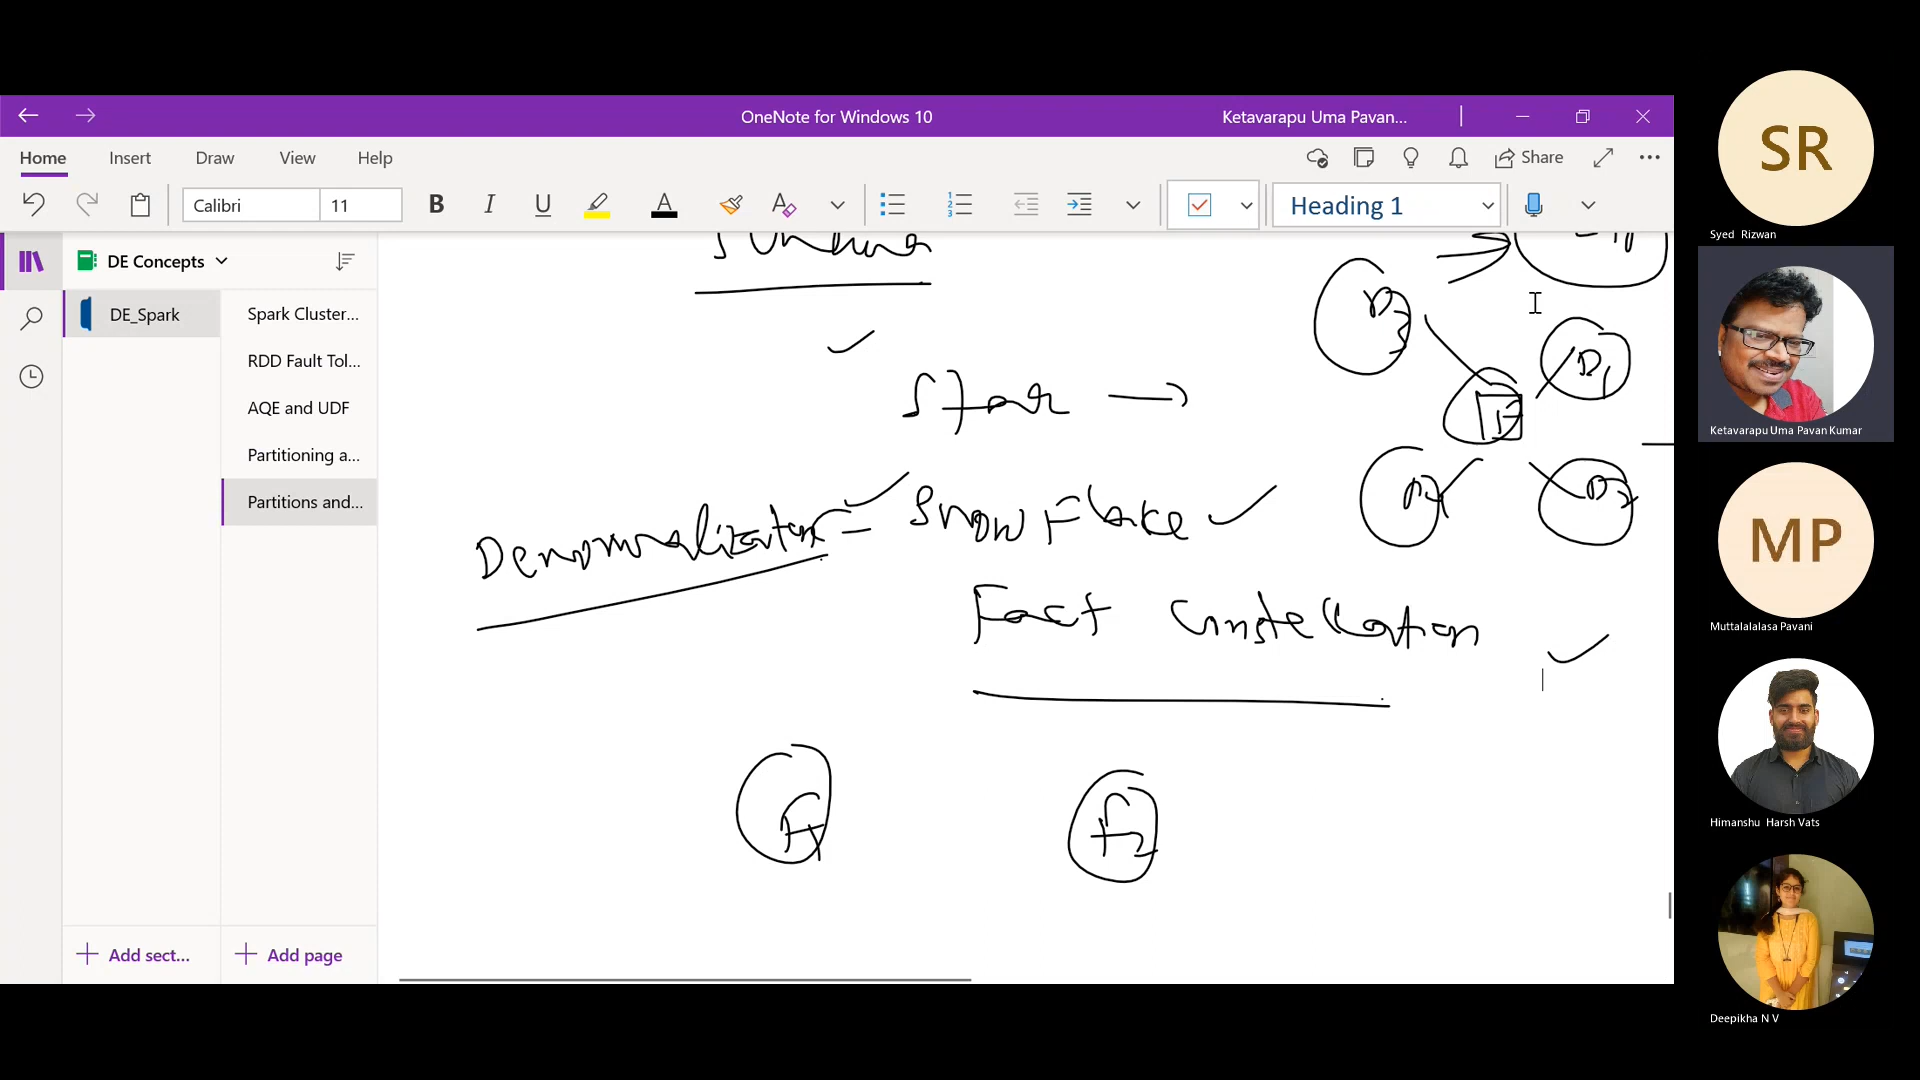 OneNote for Windows 10
Ketavarapu Uma Pavan...
Home Insert Draw View Help
Share
Calibri 11
B I U A
Heading 1
DE Concepts
DE_Spark
Spark Cluster...
RDD Fault Tol...
AQE and UDF
Partitioning a...
Partitions and...
Add sect...
Add page
Star
Snow Flake
Fact Constellation
D3
D1
F
D2
F1
f2
SR
Syed Rizwan
Ketavarapu Uma Pavan Kumar
MP
Muttalalalasa Pavani
Himanshu Harsh Vats
Deepikha N V